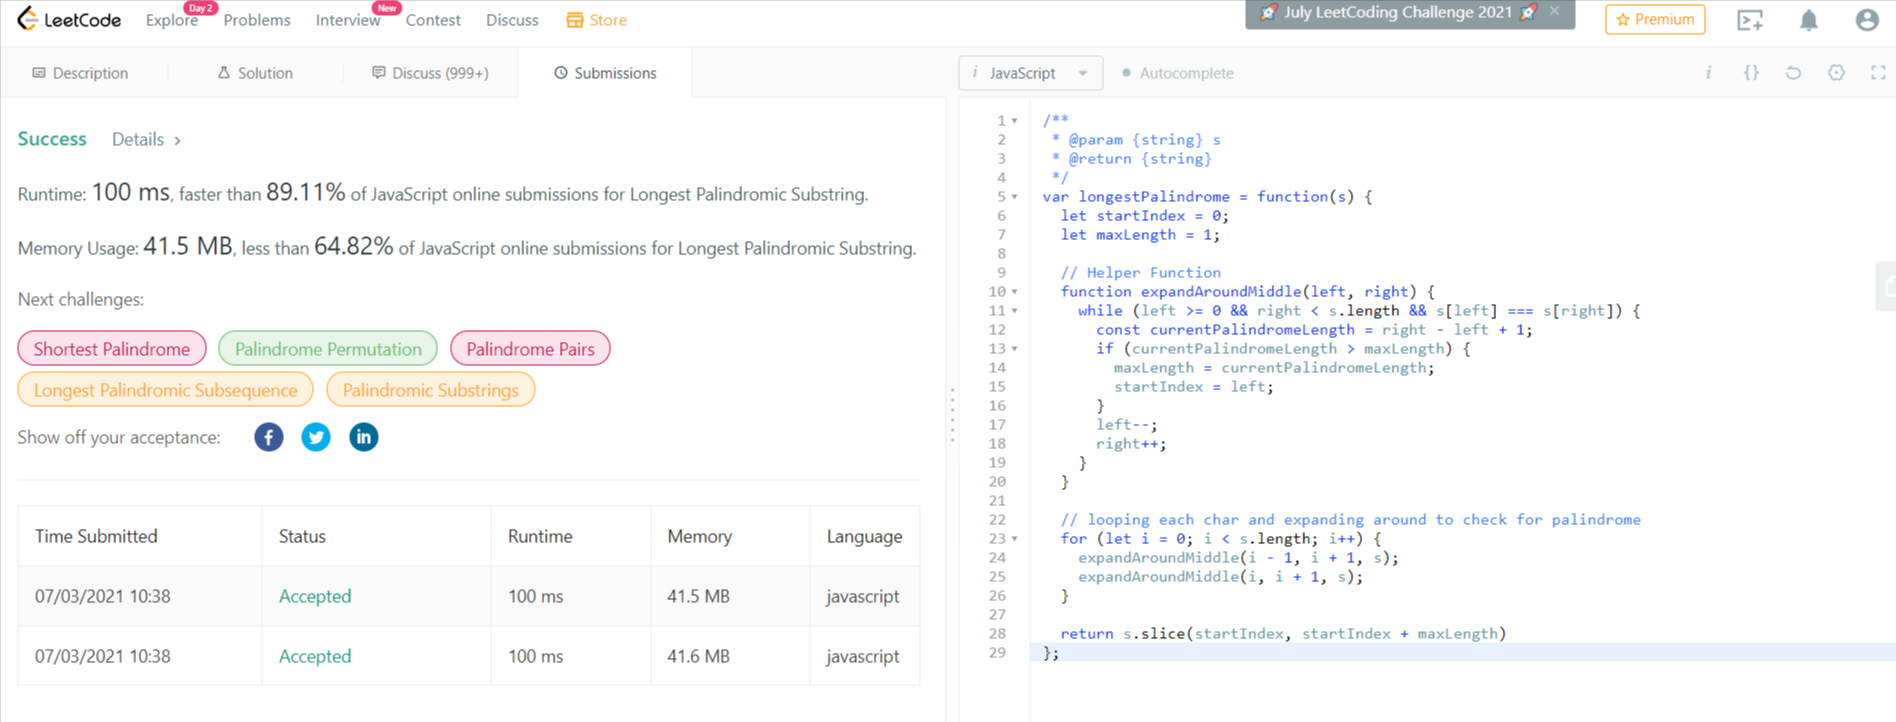 LeetCode Explore Day 2 Problems Interview New Contest Discuss Store July LeetCoding Challenge 2021 × Premium
Description Solution Discuss (999+) Submissions i JavaScript Autocomplete i {}
Success Details >
Runtime: 100 ms, faster than 89.11% of JavaScript online submissions for Longest Palindromic Substring.
Memory Usage: 41.5 MB, less than 64.82% of JavaScript online submissions for Longest Palindromic Substring.
Next challenges:
Shortest Palindrome Palindrome Permutation Palindrome Pairs
Longest Palindromic Subsequence Palindromic Substrings
Show off your acceptance: f in
Time Submitted Status Runtime Memory Language
07/03/2021 10:38 Accepted 100 ms 41.5 MB javascript
07/03/2021 10:38 Accepted 100 ms 41.6 MB javascript
1 /**
2 * @param {string} s
3 * @return {string}
4 */
5 var longestPalindrome = function(s) {
6 let startIndex = 0;
7 let maxLength = 1;
8
9 // Helper Function
10 function expandAroundMiddle(left, right) {
11 while (left >= 0 && right < s.length && s[left] === s[right]) {
12 const currentPalindromeLength = right - left + 1;
13 if (currentPalindromeLength > maxLength) {
14 maxLength = currentPalindromeLength;
15 startIndex = left;
16 }
17 left--;
18 right++;
19 }
20 }
21
22 // looping each char and expanding around to check for palindrome
23 for (let i = 0; i < s.length; i++) {
24 expandAroundMiddle(i - 1, i + 1, s);
25 expandAroundMiddle(i, i + 1, s);
26 }
27
28 return s.slice(startIndex, startIndex + maxLength)
29 };